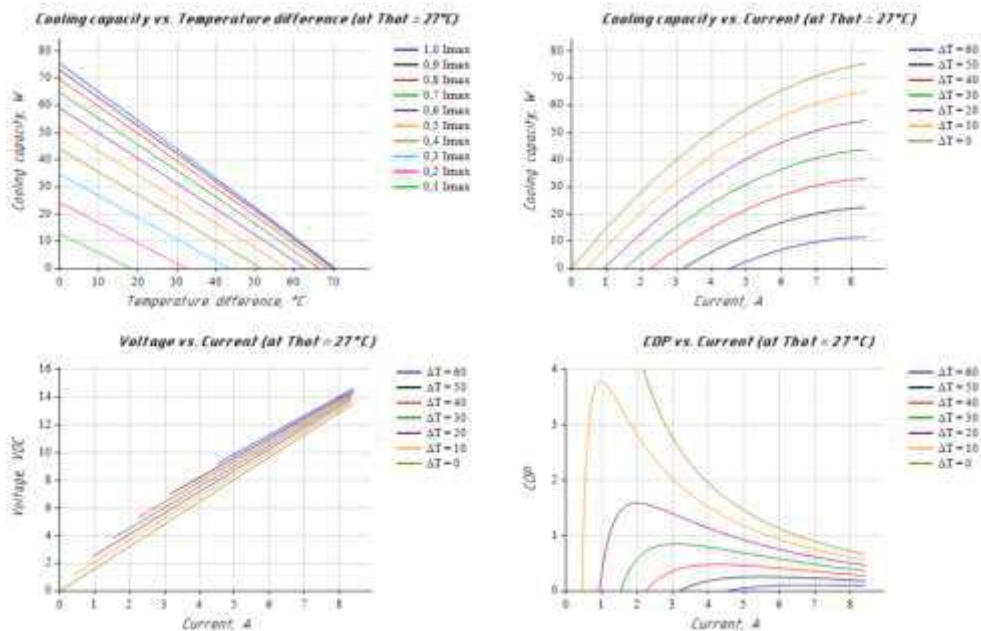 Cooling capacity vs. Temperature difference (at Thot = 27°C)
80
70
60
50
40
30
20
10
0
Cooling capacity, W
0 10 20 30 40 50 60 70
Temperature difference, °C
1,0 Imax
0,9 Imax
0,8 Imax
0,7 Imax
0,6 Imax
0,5 Imax
0,4 Imax
0,3 Imax
0,2 Imax
0,1 Imax
Cooling capacity vs. Current (at Thot = 27°C)
80
70
60
50
40
30
20
10
0
Cooling capacity, W
0 1 2 3 4 5 6 7 8
Current, A
ΔT = 60
ΔT = 50
ΔT = 40
ΔT = 30
ΔT = 20
ΔT = 10
ΔT = 0
Voltage vs. Current (at Thot = 27°C)
16
14
12
10
8
6
4
2
0
Voltage, VDC
0 1 2 3 4 5 6 7 8
Current, A
ΔT = 60
ΔT = 50
ΔT = 40
ΔT = 30
ΔT = 20
ΔT = 10
ΔT = 0
COP vs. Current (at Thot = 27°C)
4
3
2
1
0
COP
0 1 2 3 4 5 6 7 8
Current, A
ΔT = 60
ΔT = 50
ΔT = 40
ΔT = 30
ΔT = 20
ΔT = 10
ΔT = 0